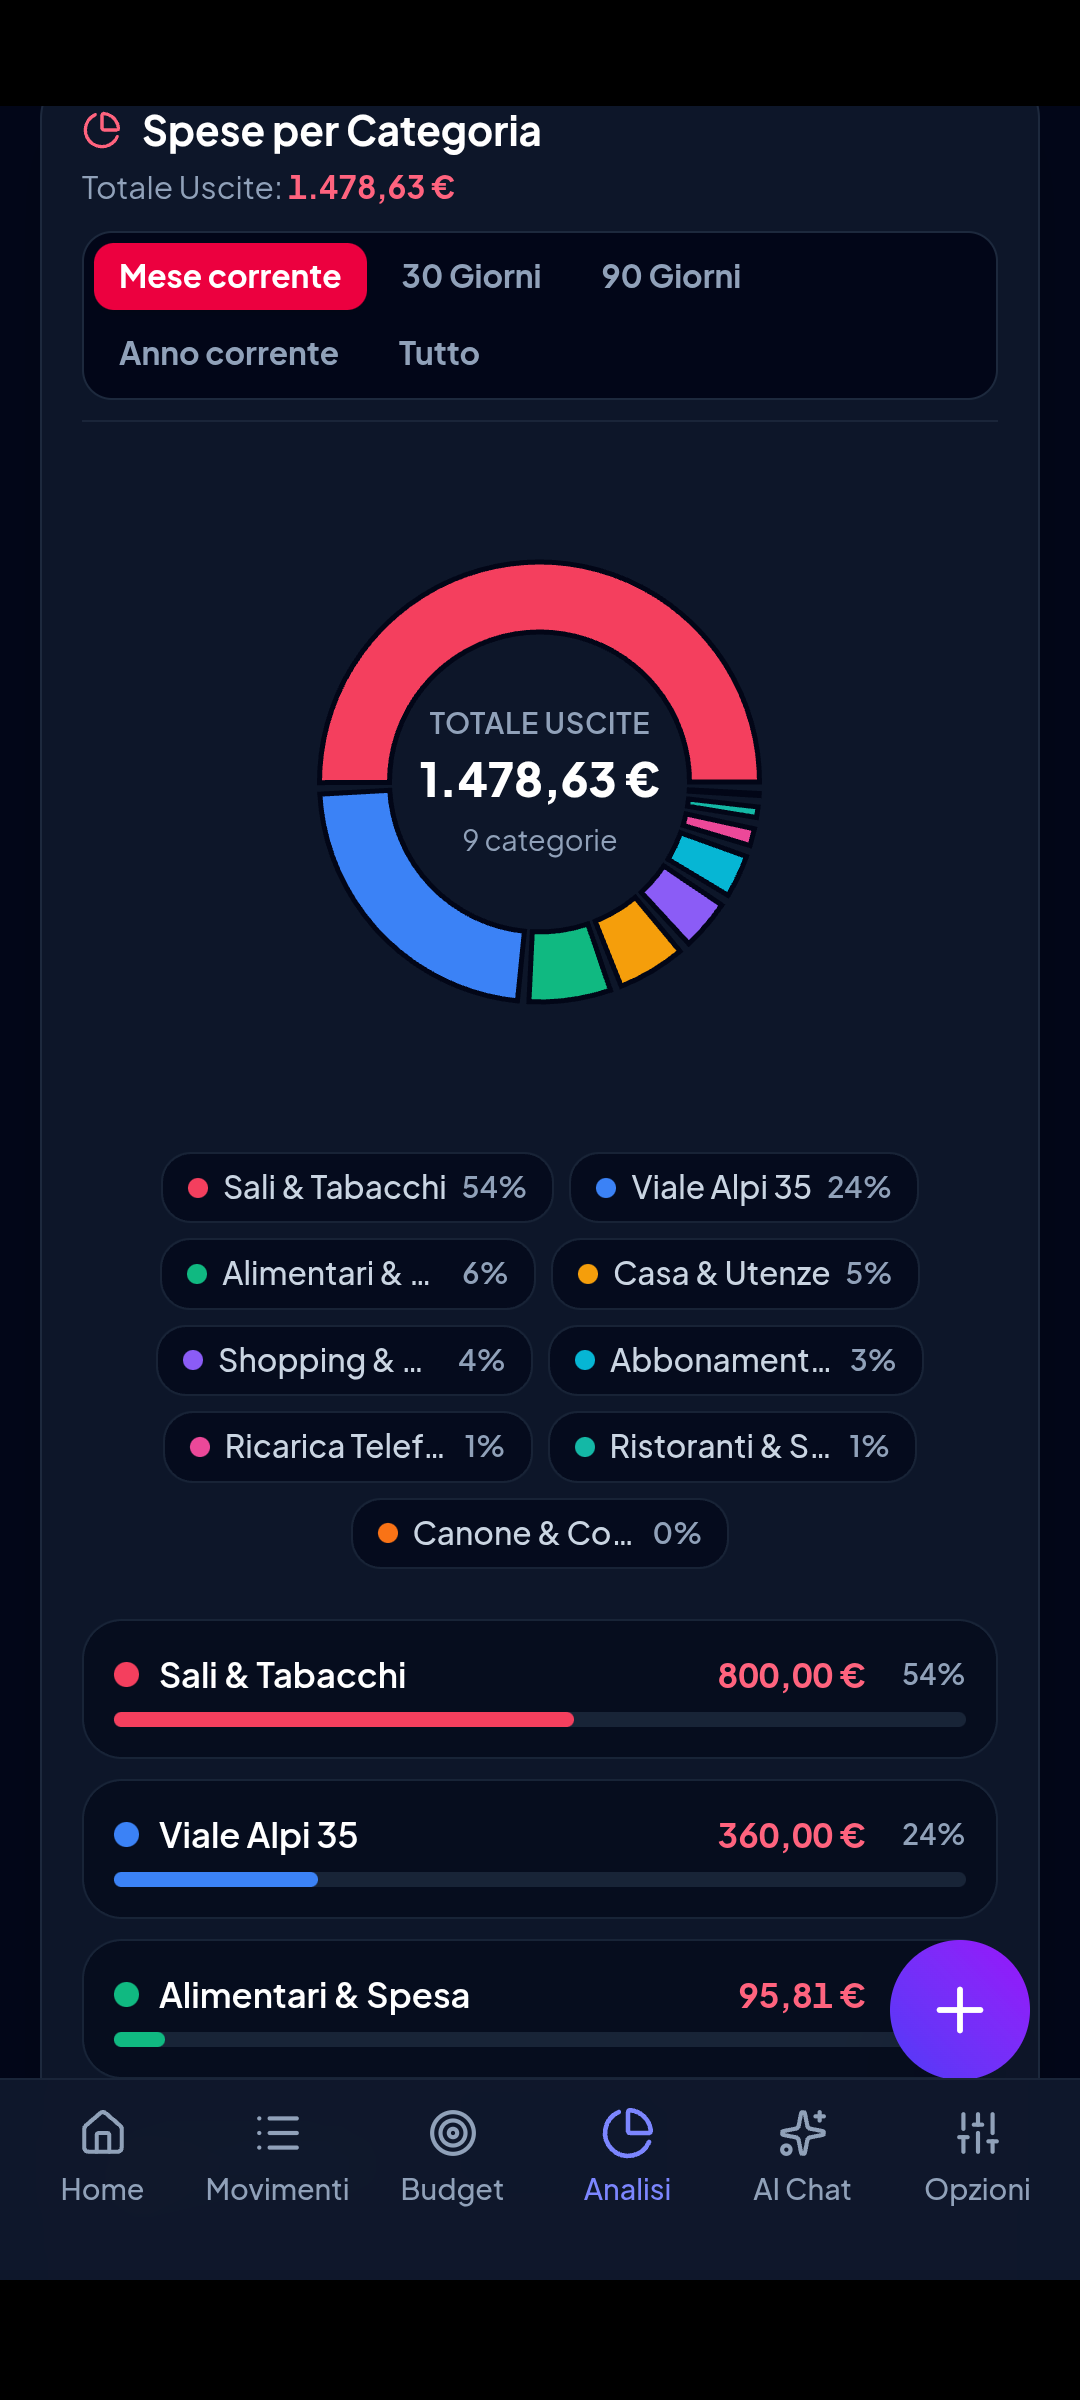 Spese per Categoria
Totale Uscite: 1.478,63 €
Mese corrente 30 Giorni 90 Giorni
Anno corrente Tutto
TOTALE USCITE
1.478,63 €
9 categorie
Sali & Tabacchi 54% Viale Alpi 35 24%
Alimentari & ... 6% Casa & Utenze 5%
Shopping & ... 4% Abbonament... 3%
Ricarica Telef... 1% Ristoranti & S... 1%
Canone & Co... 0%
Sali & Tabacchi 800,00 € 54%
Viale Alpi 35 360,00 € 24%
Alimentari & Spesa 95,81 €
Home Movimenti Budget Analisi AI Chat Opzioni